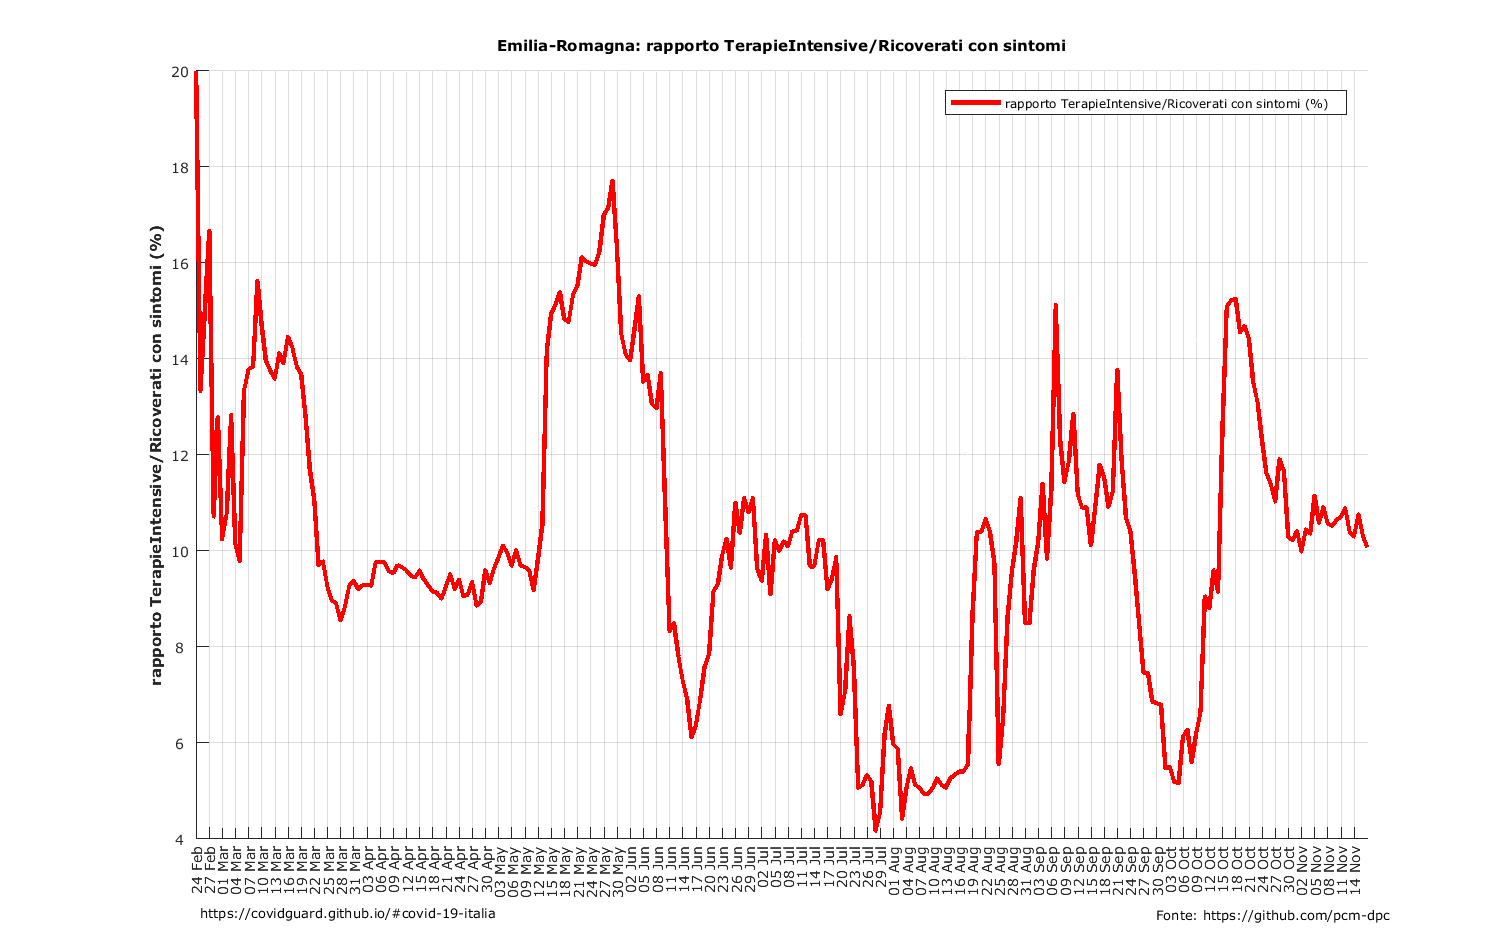 Emilia-Romagna: rapporto TerapieIntensive/Ricoverati con sintomi
rapporto TerapieIntensive/Ricoverati con sintomi (%)
rapporto TerapieIntensive/Ricoverati con sintomi (%)
20
18
16
14
12
10
8
6
4
24 Feb
27 Feb
01 Mar
04 Mar
07 Mar
10 Mar
13 Mar
16 Mar
19 Mar
22 Mar
25 Mar
28 Mar
31 Mar
03 Apr
06 Apr
09 Apr
12 Apr
15 Apr
18 Apr
21 Apr
24 Apr
27 Apr
30 Apr
03 May
06 May
09 May
12 May
15 May
18 May
21 May
24 May
27 May
30 May
02 Jun
05 Jun
08 Jun
11 Jun
14 Jun
17 Jun
20 Jun
23 Jun
26 Jun
29 Jun
02 Jul
05 Jul
08 Jul
11 Jul
14 Jul
17 Jul
20 Jul
23 Jul
26 Jul
29 Jul
01 Aug
04 Aug
07 Aug
10 Aug
13 Aug
16 Aug
19 Aug
22 Aug
25 Aug
28 Aug
31 Aug
03 Sep
06 Sep
09 Sep
12 Sep
15 Sep
18 Sep
21 Sep
24 Sep
27 Sep
30 Sep
03 Oct
06 Oct
09 Oct
12 Oct
15 Oct
18 Oct
21 Oct
24 Oct
27 Oct
30 Oct
02 Nov
05 Nov
08 Nov
11 Nov
14 Nov
https://covidguard.github.io/#covid-19-italia
Fonte: https://github.com/pcm-dpc